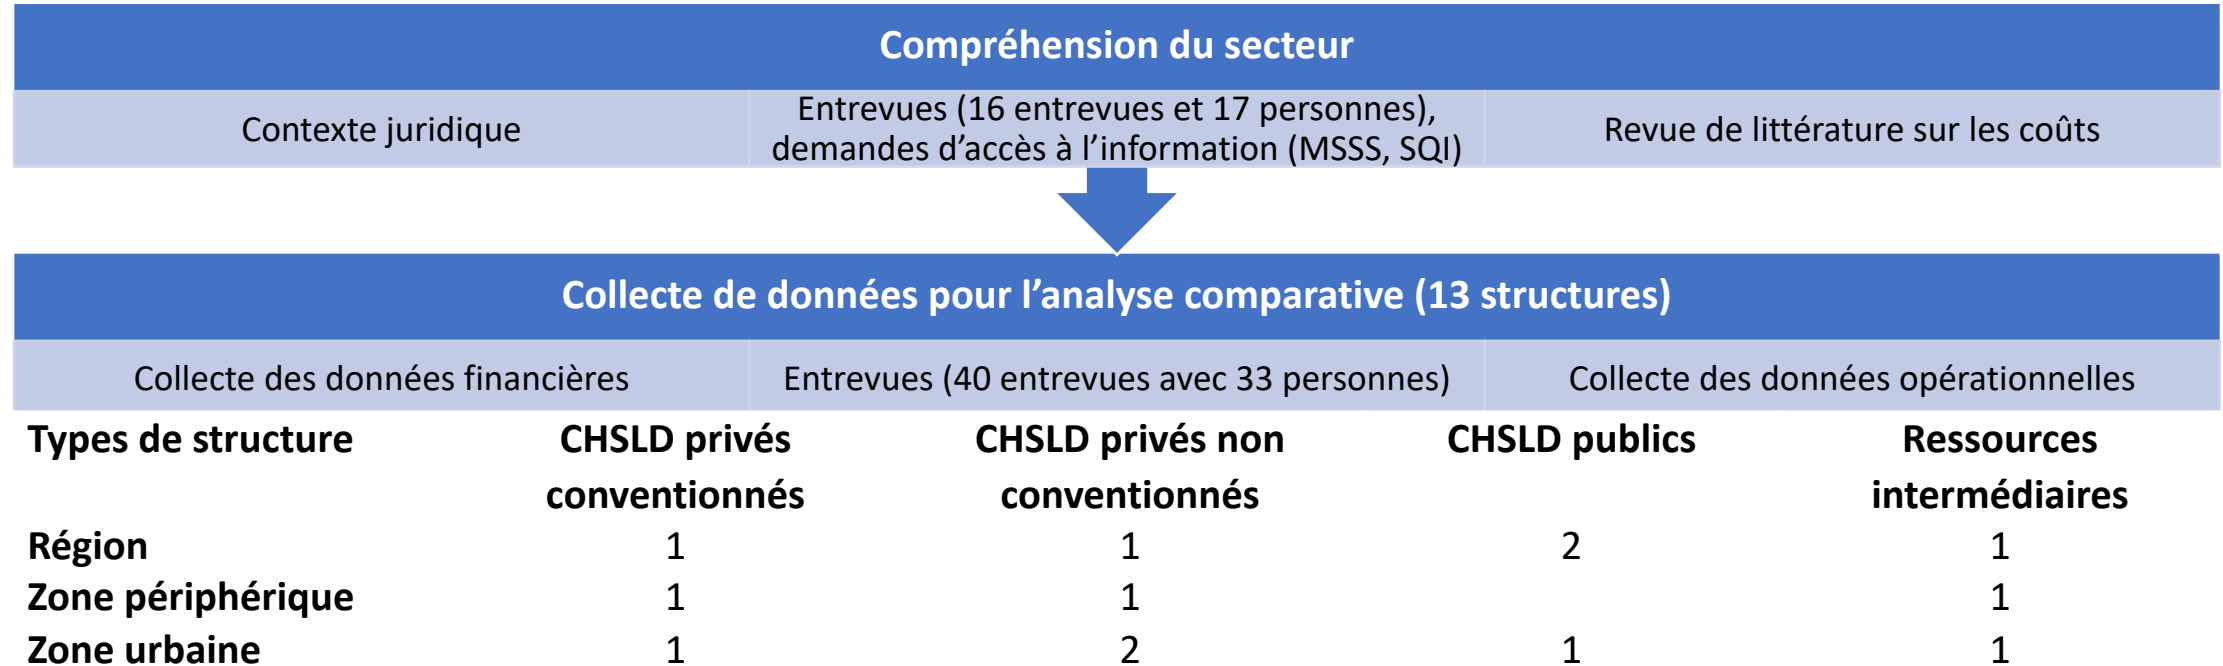 Compréhension du secteur
Contexte juridique
Entrevues (16 entrevues et 17 personnes),
demandes d'accès à l'information (MSSS, SQI)
Revue de littérature sur les coûts
Collecte de données pour l'analyse comparative (13 structures)
Collecte des données financières
Entrevues (40 entrevues avec 33 personnes)
Collecte des données opérationnelles
Types de structure CHSLD privés CHSLD privés non CHSLD publics Ressources
conventionnés conventionnés intermédiaires
Région 1 1 2 1
Zone périphérique 1 1 1
Zone urbaine 1 2 1 1